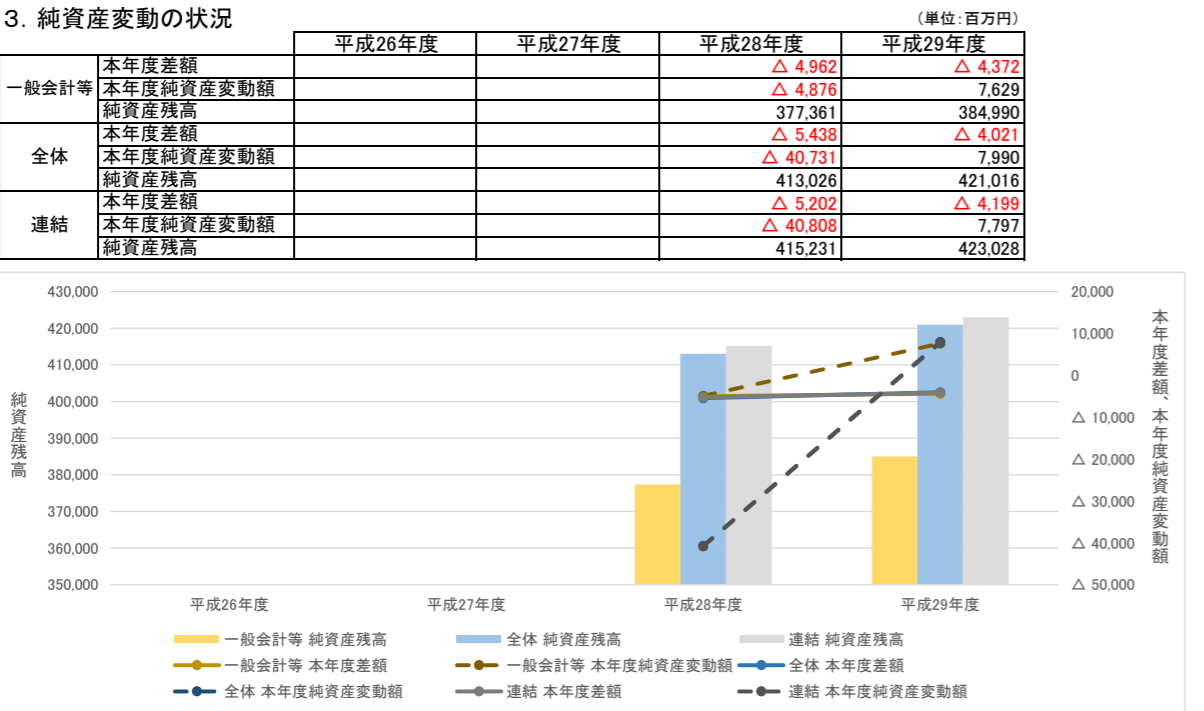 3．純資産変動の状況
（単位：百万円）
平成26年度 平成27年度 平成28年度 平成29年度
一般会計等 本年度差額 △ 4,962 △ 4,372
本年度純資産変動額 △ 4,876 7,629
純資産残高 377,361 384,990
全体 本年度差額 △ 5,438 △ 4,021
本年度純資産変動額 △ 40,731 7,990
純資産残高 413,026 421,016
連結 本年度差額 △ 5,202 △ 4,199
本年度純資産変動額 △ 40,808 7,797
純資産残高 415,231 423,028
純資産残高
430,000
420,000
410,000
400,000
390,000
380,000
370,000
360,000
350,000
20,000
10,000
0
△ 10,000
△ 20,000
△ 30,000
△ 40,000
△ 50,000
本年度差額、本年度純資産変動額
平成26年度 平成27年度 平成28年度 平成29年度
一般会計等 純資産残高 全体 純資産残高 連結 純資産残高
一般会計等 本年度差額 一般会計等 本年度純資産変動額 全体 本年度差額
全体 本年度純資産変動額 連結 本年度差額 連結 本年度純資産変動額